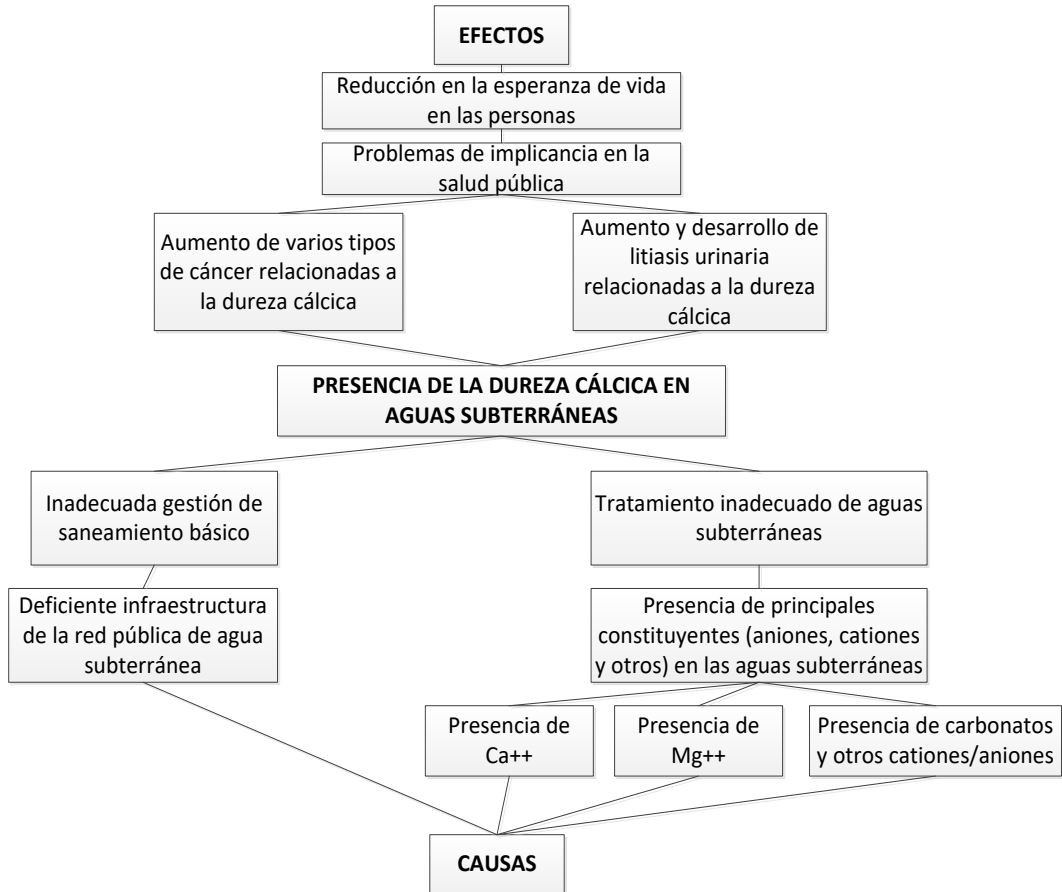 EFECTOS
Reducción en la esperanza de vida
en las personas
Problemas de implicancia en la
salud pública
Aumento de varios tipos
de cáncer relacionadas a
la dureza cálcica
Aumento y desarrollo de
litiasis urinaria
relacionadas a la dureza
cálcica
PRESENCIA DE LA DUREZA CÁLCICA EN
AGUAS SUBTERRÁNEAS
Inadecuada gestión de
saneamiento básico
Tratamiento inadecuado de aguas
subterráneas
Deficiente infraestructura
de la red pública de agua
subterránea
Presencia de principales
constituyentes (aniones, cationes
y otros) en las aguas subterráneas
Presencia de
Ca++
Presencia de
Mg++
Presencia de carbonatos
y otros cationes/aniones
CAUSAS